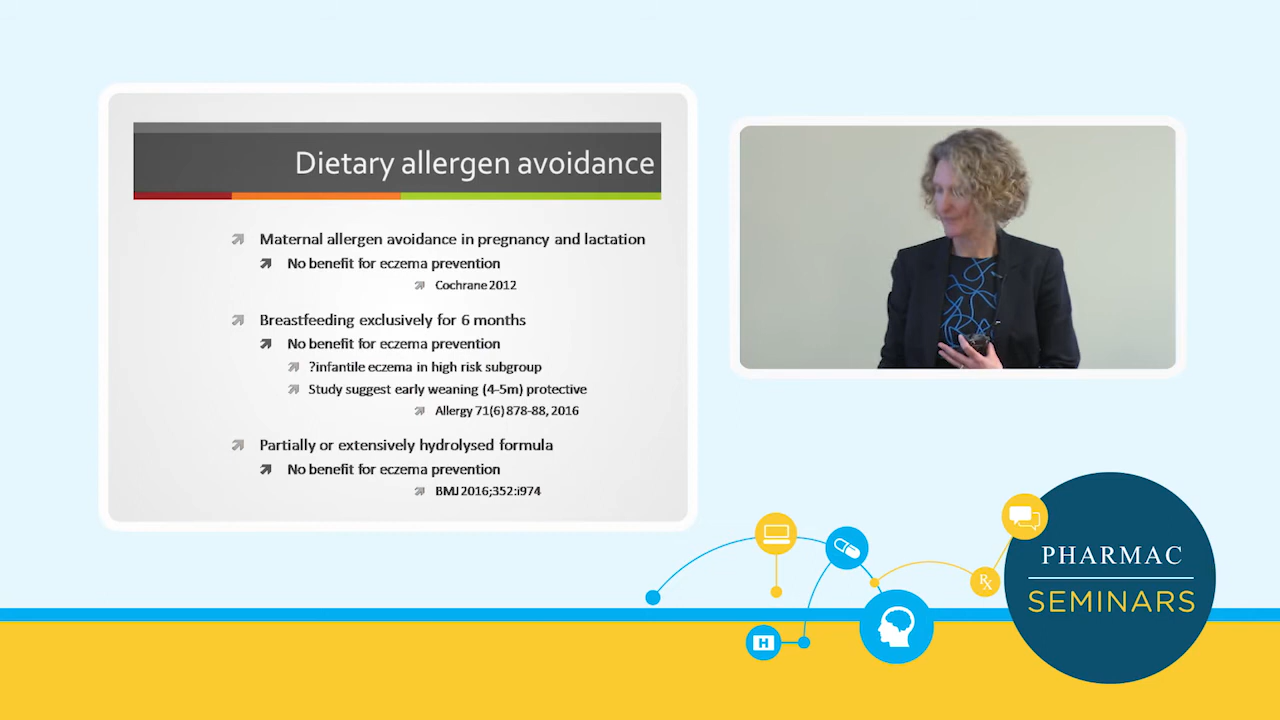 Dietary allergen avoidance
Maternal allergen avoidance in pregnancy and lactation
No benefit for eczema prevention
Cochrane 2012
Breastfeeding exclusively for 6 months
No benefit for eczema prevention
?infantile eczema in high risk subgroup
Study suggest early weaning (4-5m) protective
Allergy 71(6) 878-88, 2016
Partially or extensively hydrolysed formula
No benefit for eczema prevention
BMJ 2016;352:i974
Rx
H
PHARMAC
SEMINARS